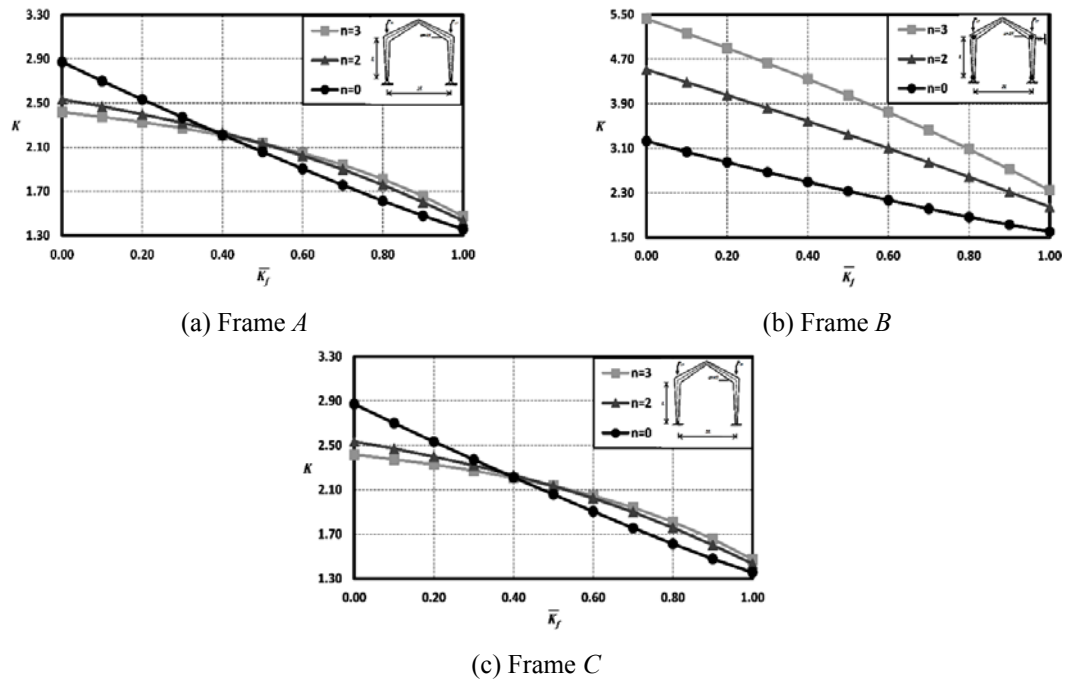 3.30
2.90
2.50
2.10
1.70
1.30
K
0.00 0.20 0.40 0.60 0.80 1.00
K̅f
n=3
n=2
n=0
(a) Frame A
5.50
4.70
3.90
3.10
2.30
1.50
K
0.00 0.20 0.40 0.60 0.80 1.00
K̅f
n=3
n=2
n=0
(b) Frame B
3.30
2.90
2.50
2.10
1.70
1.30
K
0.00 0.20 0.40 0.60 0.80 1.00
K̅f
n=3
n=2
n=0
(c) Frame C